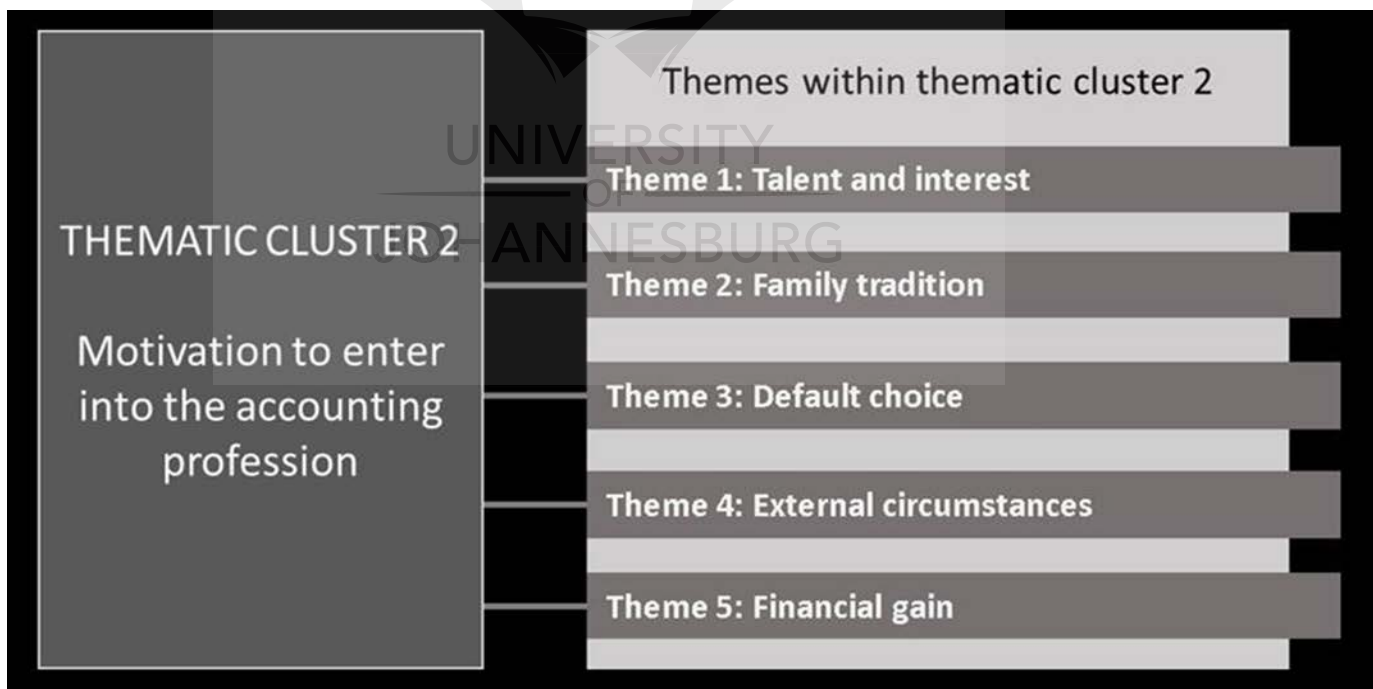 THEMATIC CLUSTER 2
Motivation to enter
into the accounting
profession
Themes within thematic cluster 2
Theme 1: Talent and interest
Theme 2: Family tradition
Theme 3: Default choice
Theme 4: External circumstances
Theme 5: Financial gain
UNIVERSITY
OF
JOHANNESBURG